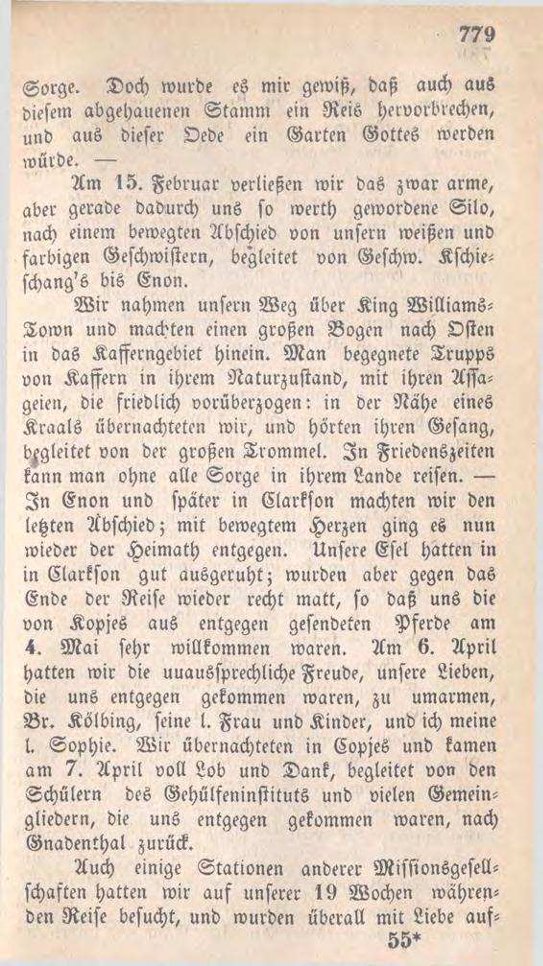 779
Sorge. Doch wurde es mir gewiß, daß auch aus
diesem abgehauenen Stamm ein Reis hervorbrechen,
und aus dieser Oede ein Garten Gottes werden
würde. —
Am 15. Februar verließen wir das zwar arme,
aber gerade dadurch uns so werth gewordene Silo,
nach einem bewegten Abschied von unsern weißen und
farbigen Geschwistern, begleitet von Geschw. Kschie-
schang's bis Enon.
Wir nahmen unsern Weg über King Williams-
Town und machten einen großen Bogen nach Osten
in das Kafferngebiet hinein. Man begegnete Trupps
von Kaffern in ihrem Naturzustand, mit ihren Assa-
geien, die friedlich vorüberzogen: in der Nähe eines
Kraals übernachteten wir, und hörten ihren Gesang,
begleitet von der großen Trommel. In Friedenszeiten
kann man ohne alle Sorge in ihrem Lande reisen. —
In Enon und später in Clarkson machten wir den
letzten Abschied; mit bewegtem Herzen ging es nun
wieder der Heimath entgegen. Unsere Esel hatten in
in Clarkson gut ausgeruht; wurden aber gegen das
Ende der Reise wieder recht matt, so daß uns die
von Kopjes aus entgegen gesendeten Pferde am
4. Mai sehr willkommen waren. Am 6. April
hatten wir die uuaussprechliche Freude, unsere Lieben,
die uns entgegen gekommen waren, zu umarmen,
Br. Kölbing, seine l. Frau und Kinder, und ich meine
l. Sophie. Wir übernachteten in Copjes und kamen
am 7. April voll Lob und Dank, begleitet von den
Schülern des Gehülfeninstituts und vielen Gemein-
gliedern, die uns entgegen gekommen waren, nach
Gnadenthal zurück.
Auch einige Stationen anderer Missionsgesell-
schaften hatten wir auf unserer 19 Wochen währen-
den Reise besucht, und wurden überall mit Liebe auf-
55*